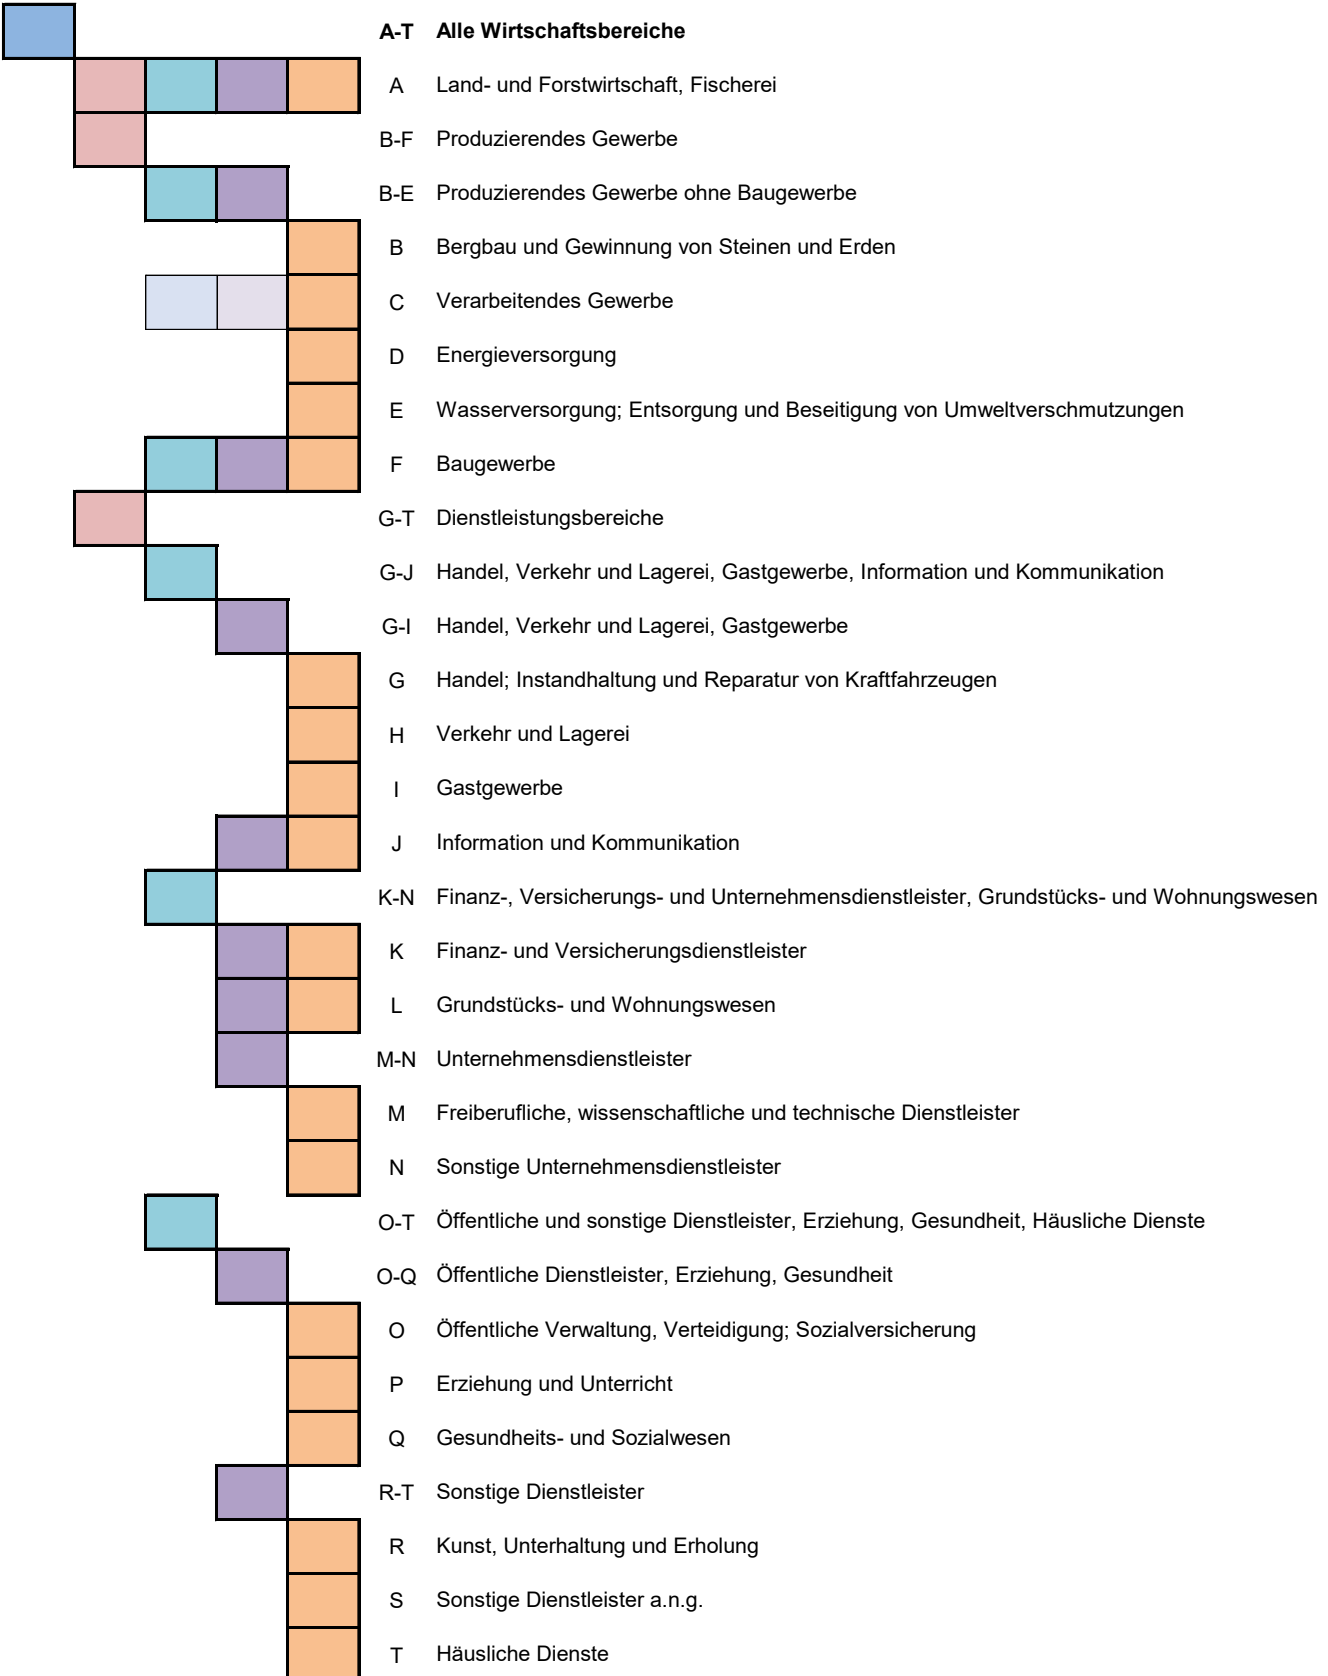 A-T Alle Wirtschaftsbereiche
A Land- und Forstwirtschaft, Fischerei
B-F Produzierendes Gewerbe
B-E Produzierendes Gewerbe ohne Baugewerbe
B Bergbau und Gewinnung von Steinen und Erden
C Verarbeitendes Gewerbe
D Energieversorgung
E Wasserversorgung; Entsorgung und Beseitigung von Umweltverschmutzungen
F Baugewerbe
G-T Dienstleistungsbereiche
G-J Handel, Verkehr und Lagerei, Gastgewerbe, Information und Kommunikation
G-I Handel, Verkehr und Lagerei, Gastgewerbe
G Handel; Instandhaltung und Reparatur von Kraftfahrzeugen
H Verkehr und Lagerei
I Gastgewerbe
J Information und Kommunikation
K-N Finanz-, Versicherungs- und Unternehmensdienstleister, Grundstücks- und Wohnungswesen
K Finanz- und Versicherungsdienstleister
L Grundstücks- und Wohnungswesen
M-N Unternehmensdienstleister
M Freiberufliche, wissenschaftliche und technische Dienstleister
N Sonstige Unternehmensdienstleister
O-T Öffentliche und sonstige Dienstleister, Erziehung, Gesundheit, Häusliche Dienste
O-Q Öffentliche Dienstleister, Erziehung, Gesundheit
O Öffentliche Verwaltung, Verteidigung; Sozialversicherung
P Erziehung und Unterricht
Q Gesundheits- und Sozialwesen
R-T Sonstige Dienstleister
R Kunst, Unterhaltung und Erholung
S Sonstige Dienstleister a.n.g.
T Häusliche Dienste